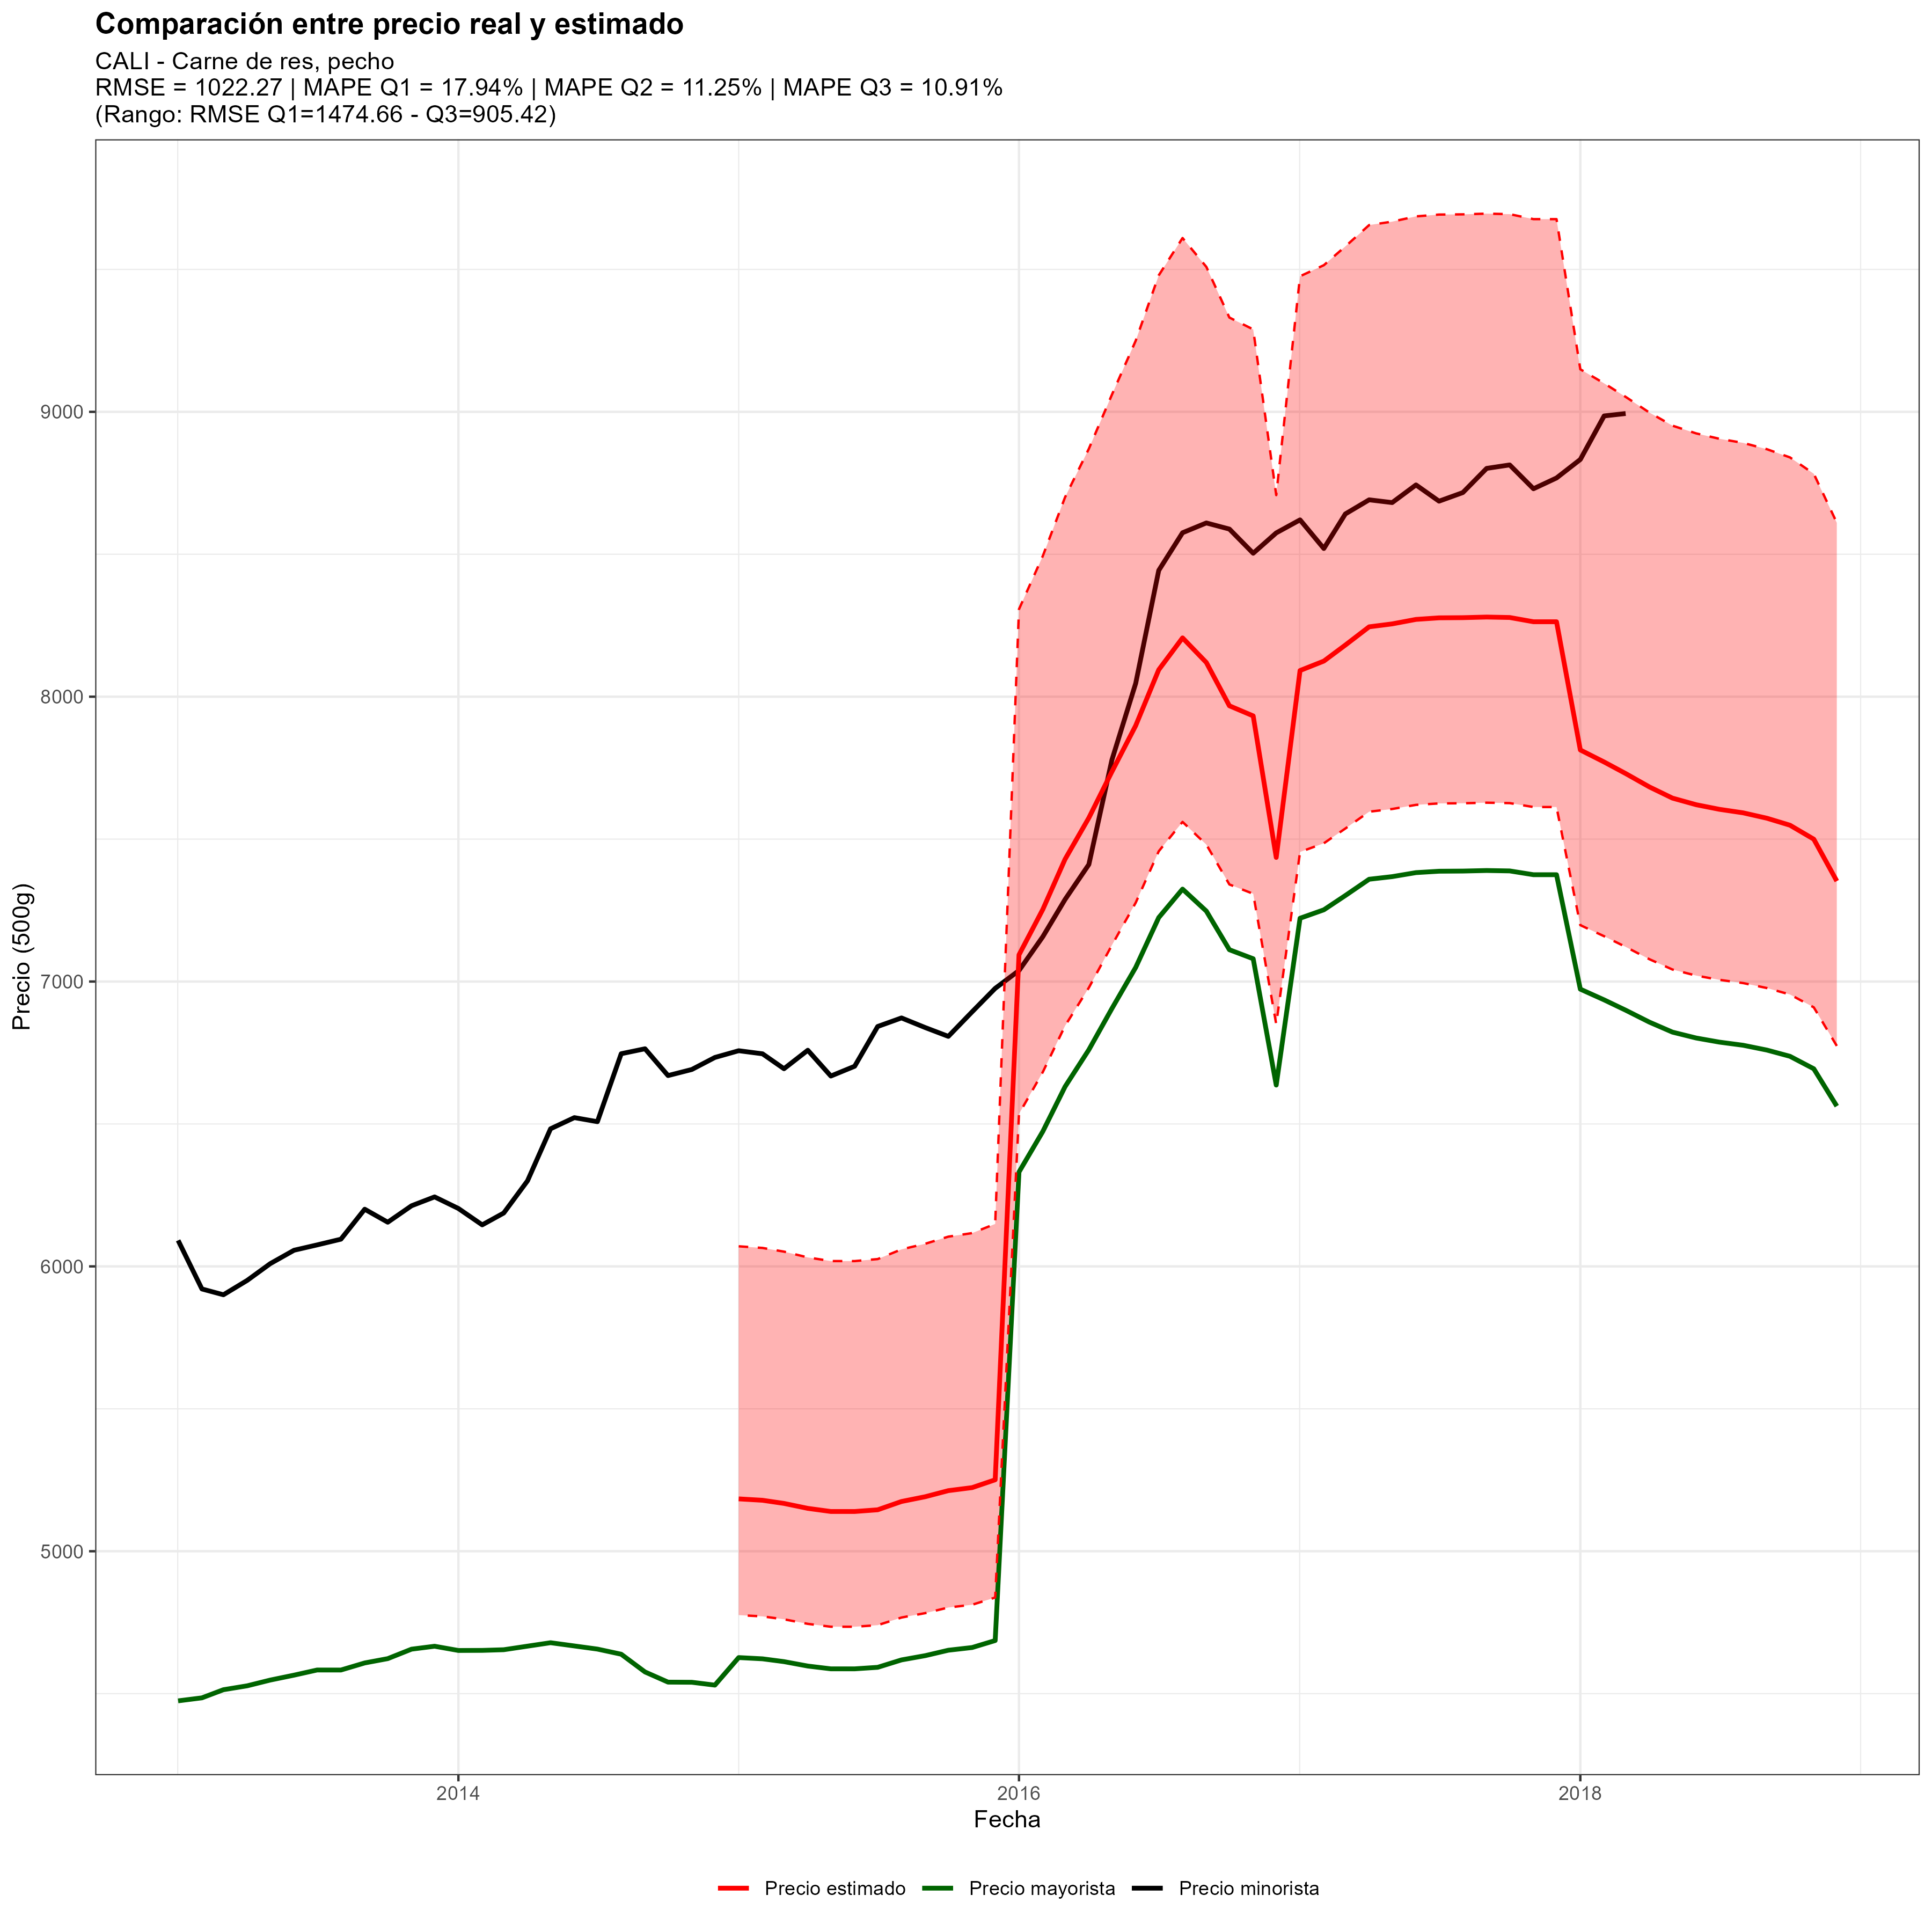 Comparación entre precio real y estimado
CALI - Carne de res, pecho
RMSE = 1022.27 | MAPE Q1 = 17.94% | MAPE Q2 = 11.25% | MAPE Q3 = 10.91%
(Rango: RMSE Q1=1474.66 - Q3=905.42)
Precio (500g)
9000
8000
7000
6000
5000
2014 2016 2018
Fecha
Precio estimado Precio mayorista Precio minorista